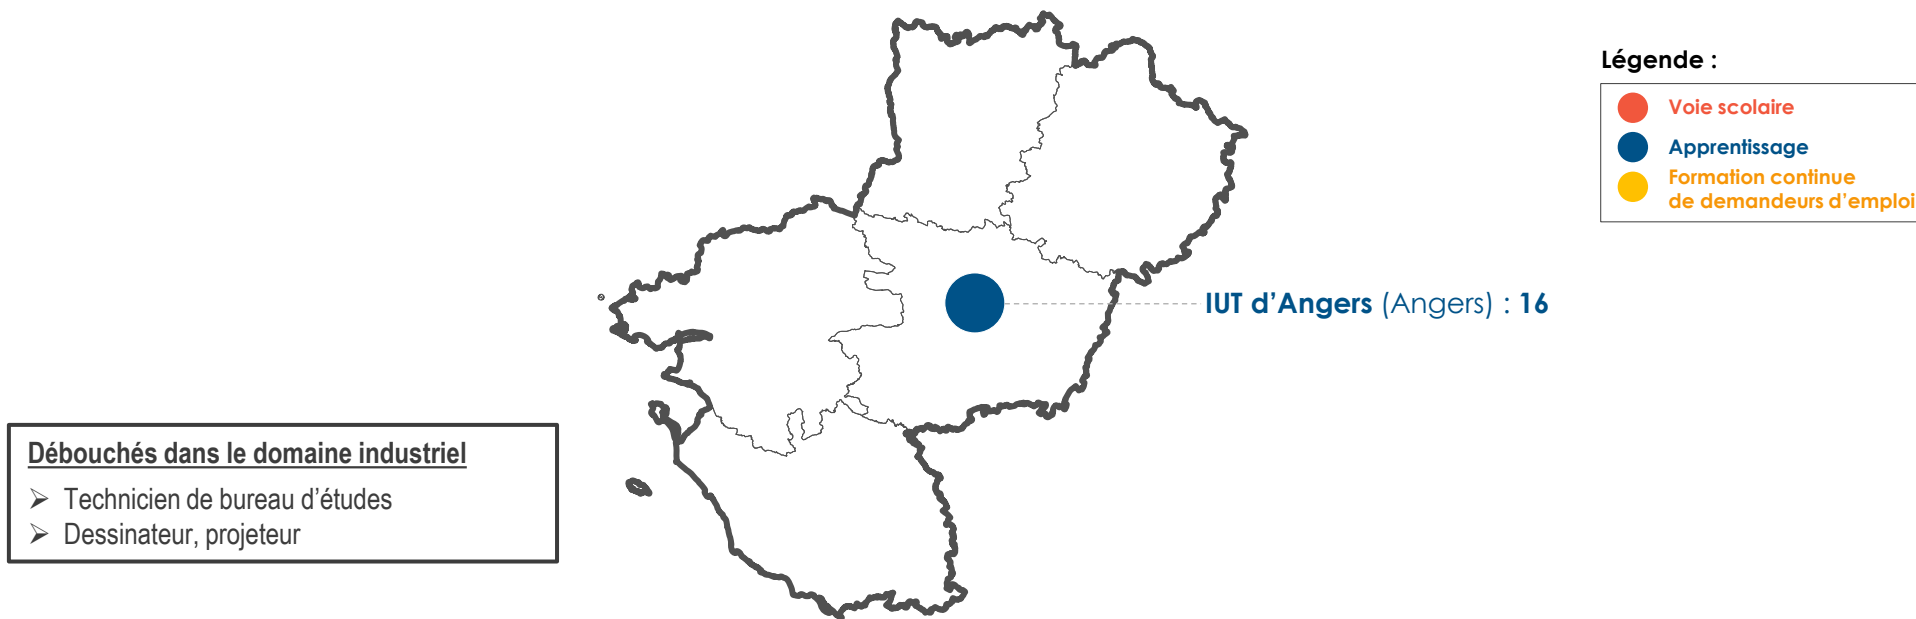 Légende :
Voie scolaire
Apprentissage
Formation continue
de demandeurs d’emploi
IUT d’Angers (Angers) : 16
Débouchés dans le domaine industriel
➢ Technicien de bureau d’études
➢ Dessinateur, projeteur